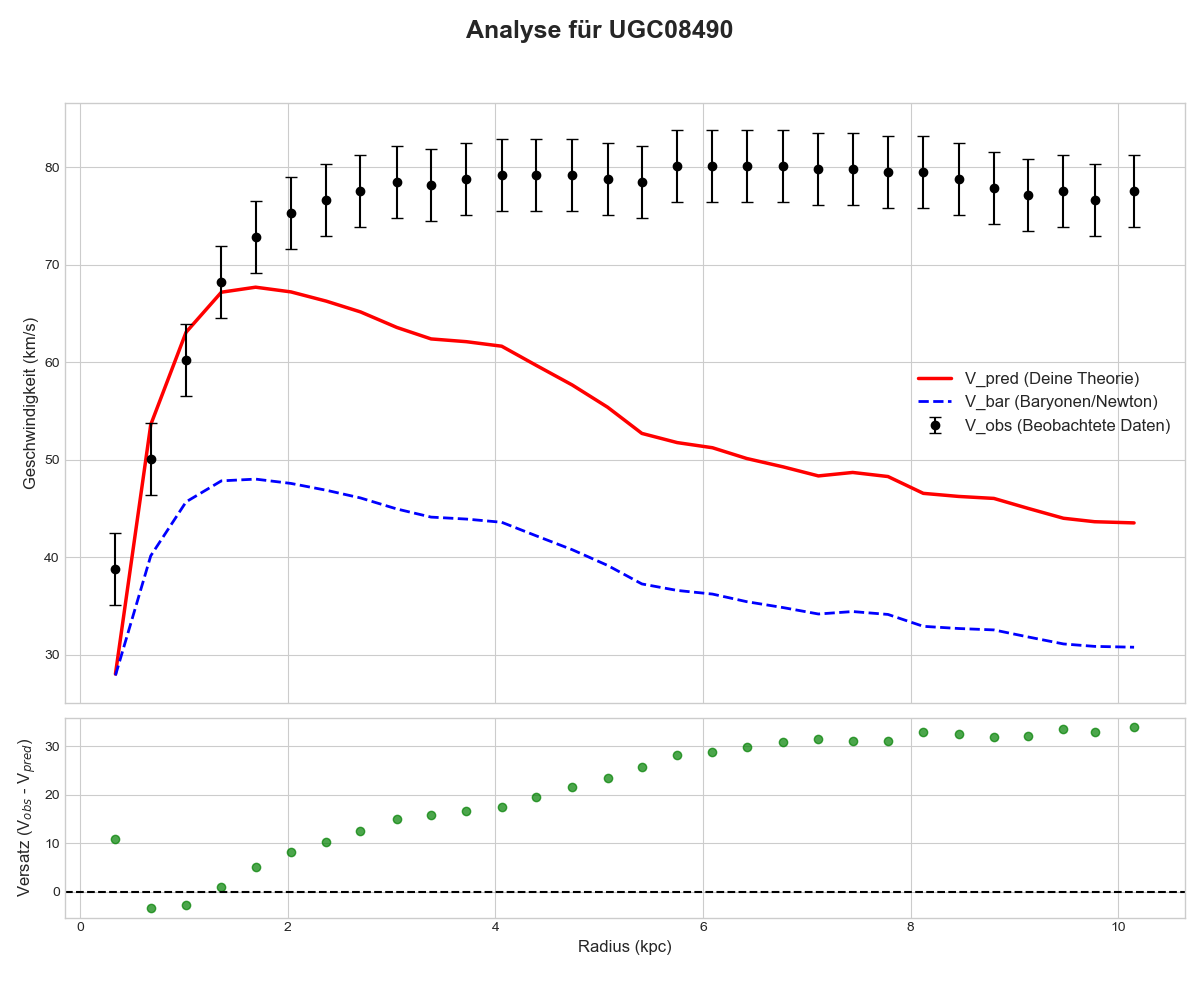 Analyse für UGC08490
Geschwindigkeit (km/s)
80
70
60
50
40
30
V_pred (Deine Theorie)
V_bar (Baryonen/Newton)
V_obs (Beobachtete Daten)
Versatz (V_obs - V_pred)
30
20
10
0
0 2 4 6 8 10
Radius (kpc)